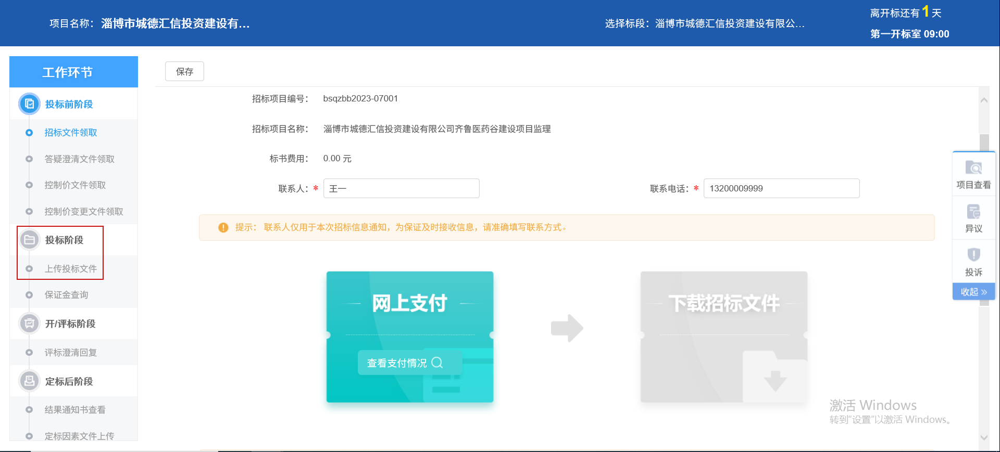 项目名称： 淄博市城德汇信投资建设有...
选择标段：淄博市城德汇信投资建设有限公...
离开标还有1天
第一开标室 09:00
工作环节
投标前阶段
招标文件领取
答疑澄清文件领取
控制价文件领取
控制价变更文件领取
投标阶段
上传投标文件
保证金查询
开/评标阶段
评标澄清回复
定标后阶段
结果通知书查看
定标因素文件上传
保存
招标项目编号： bsqzbb2023-07001
招标项目名称： 淄博市城德汇信投资建设有限公司齐鲁医药谷建设项目监理
标书费用： 0.00 元
联系人：* 王一
联系电话：* 13200009999
提示： 联系人仅用于本次招标信息通知，为保证及时接收信息，请准确填写联系方式。
网上支付
查看支付情况
下载招标文件
项目查看
异议
投诉
收起 »
激活 Windows
转到“设置”以激活 Windows。